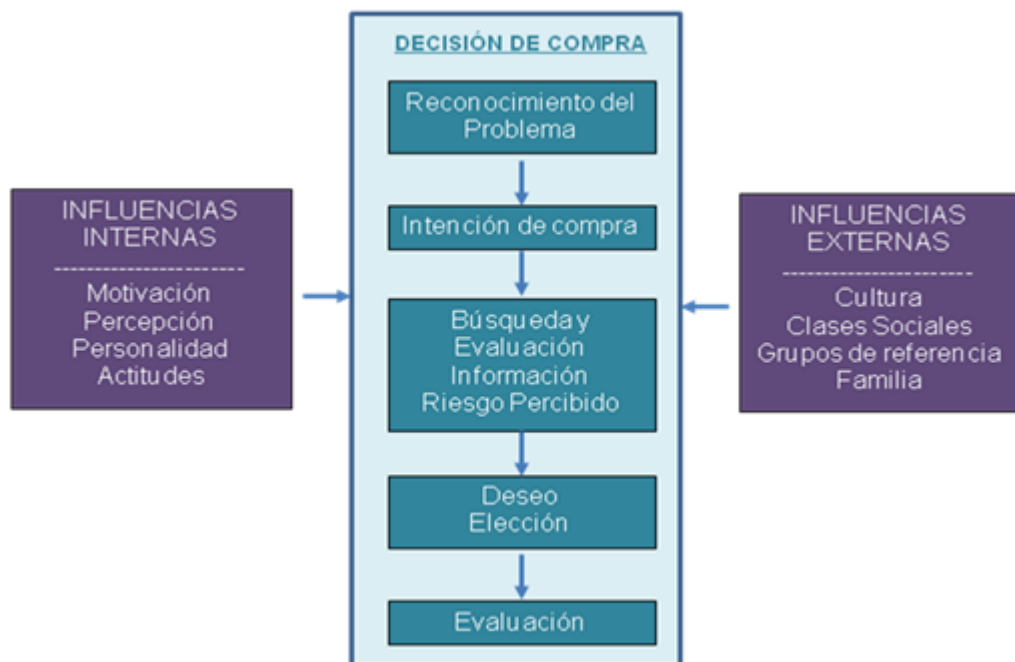 DECISIÓN DE COMPRA
Reconocimiento del
Problema
Intención de compra
Búsqueda y
Evaluación
Información
Riesgo Percibido
Deseo
Elección
Evaluación
INFLUENCIAS
INTERNAS
------------------------
Motivación
Percepción
Personalidad
Actitudes
INFLUENCIAS
EXTERNAS
------------------------
Cultura
Clases Sociales
Grupos de referencia
Familia